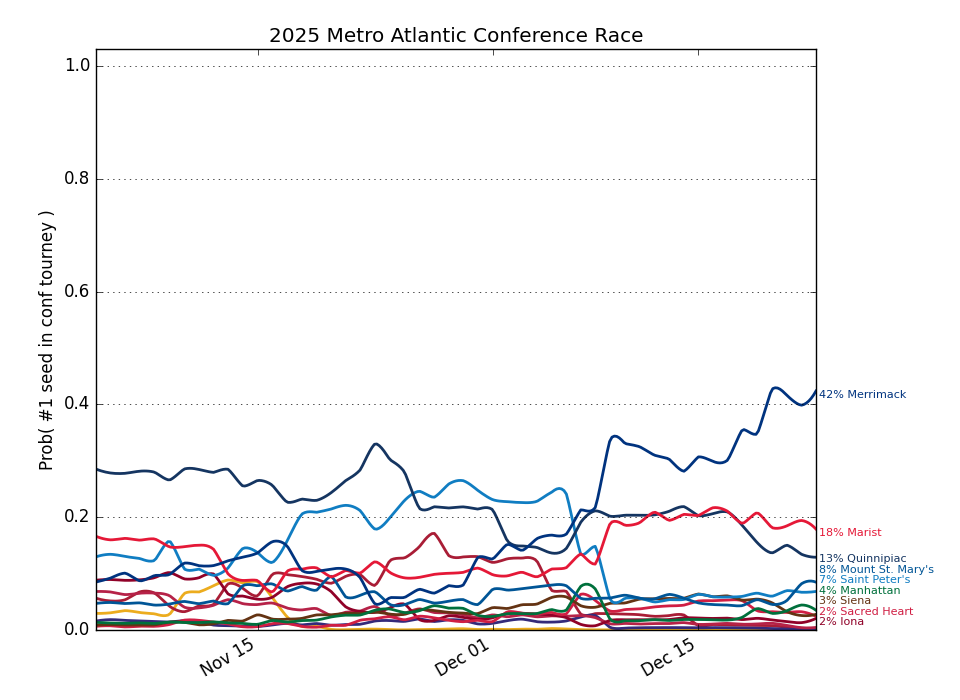 2025 Metro Atlantic Conference Race
Prob( #1 seed in conf tourney )
1.0
0.8
0.6
0.4
0.2
0.0
Nov 15
Dec 01
Dec 15
42% Merrimack
18% Marist
13% Quinnipiac
8% Mount St. Mary's
7% Saint Peter's
4% Manhattan
3% Siena
2% Sacred Heart
2% Iona